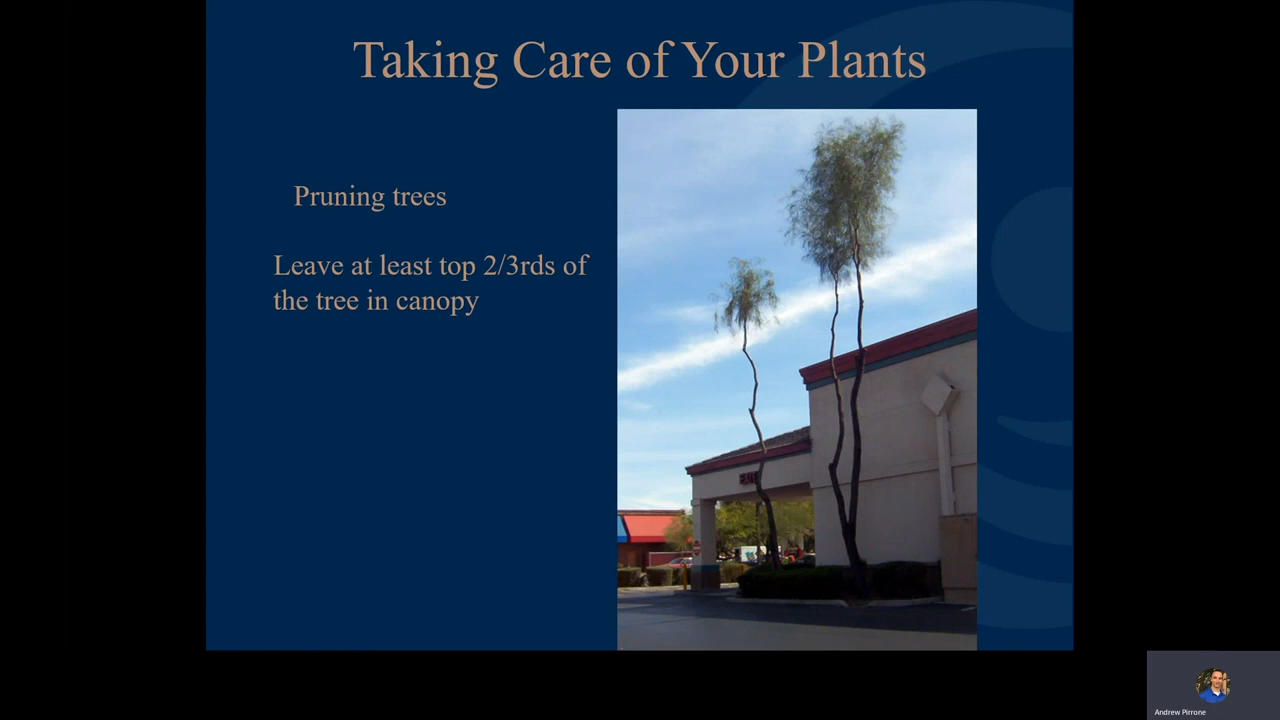 Taking Care of Your Plants
Pruning trees
Leave at least top 2/3rds of
the tree in canopy
EXIT
Andrew Pirrone